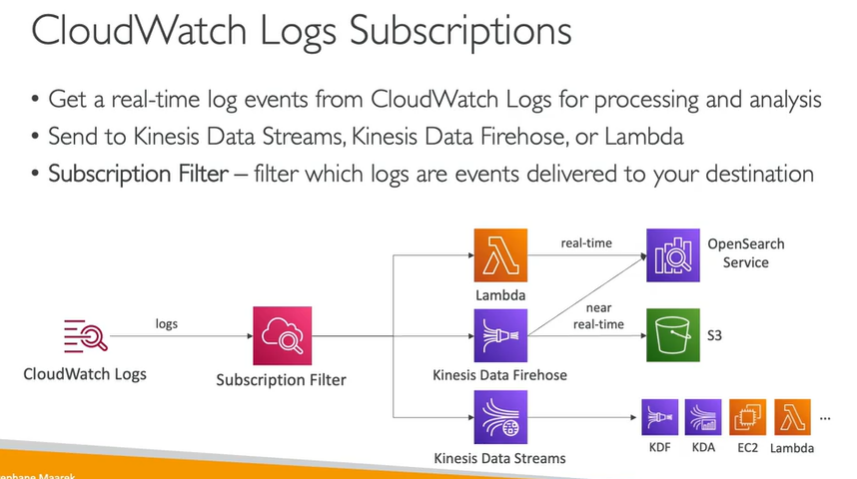 CloudWatch Logs Subscriptions
• Get a real-time log events from CloudWatch Logs for processing and analysis
• Send to Kinesis Data Streams, Kinesis Data Firehose, or Lambda
• Subscription Filter – filter which logs are events delivered to your destination
real-time
OpenSearch
Service
Lambda
near
real-time
logs
S3
CloudWatch Logs
Subscription Filter
Kinesis Data Firehose
...
KDF
KDA
EC2
Lambda
Kinesis Data Streams
Maarek